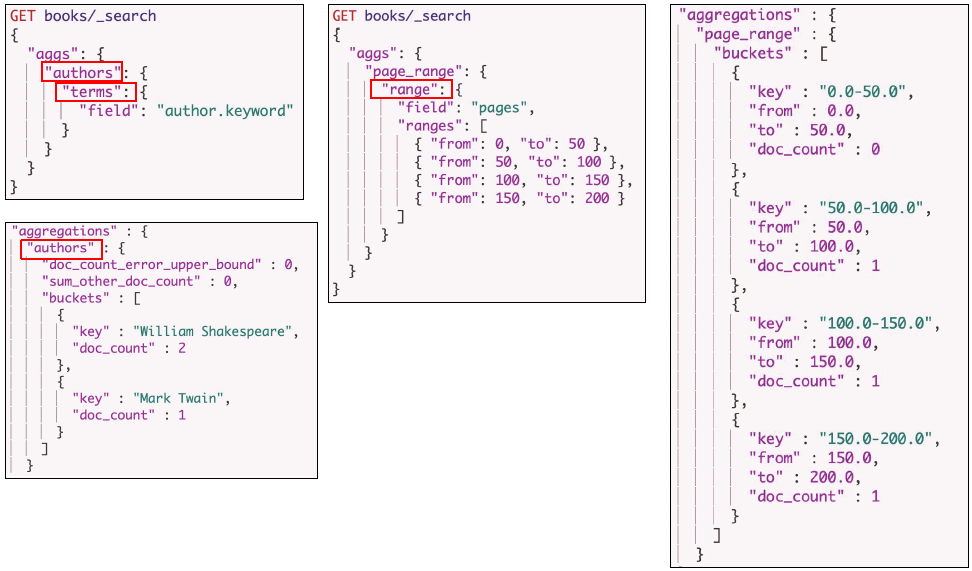 GET books/_search
{
  "aggs": {
    "authors": {
      "terms": {
        "field": "author.keyword"
      }
    }
  }
}
"aggregations" : {
  "authors" : {
    "doc_count_error_upper_bound" : 0,
    "sum_other_doc_count" : 0,
    "buckets" : [
      {
        "key" : "William Shakespeare",
        "doc_count" : 2
      },
      {
        "key" : "Mark Twain",
        "doc_count" : 1
      }
    ]
  }
GET books/_search
{
  "aggs": {
    "page_range": {
      "range": {
        "field": "pages",
        "ranges": [
          { "from": 0, "to": 50 },
          { "from": 50, "to": 100 },
          { "from": 100, "to": 150 },
          { "from": 150, "to": 200 }
        ]
      }
    }
  }
}
"aggregations" : {
  "page_range" : {
    "buckets" : [
      {
        "key" : "0.0-50.0",
        "from" : 0.0,
        "to" : 50.0,
        "doc_count" : 0
      },
      {
        "key" : "50.0-100.0",
        "from" : 50.0,
        "to" : 100.0,
        "doc_count" : 1
      },
      {
        "key" : "100.0-150.0",
        "from" : 100.0,
        "to" : 150.0,
        "doc_count" : 1
      },
      {
        "key" : "150.0-200.0",
        "from" : 150.0,
        "to" : 200.0,
        "doc_count" : 1
      }
    ]
  }